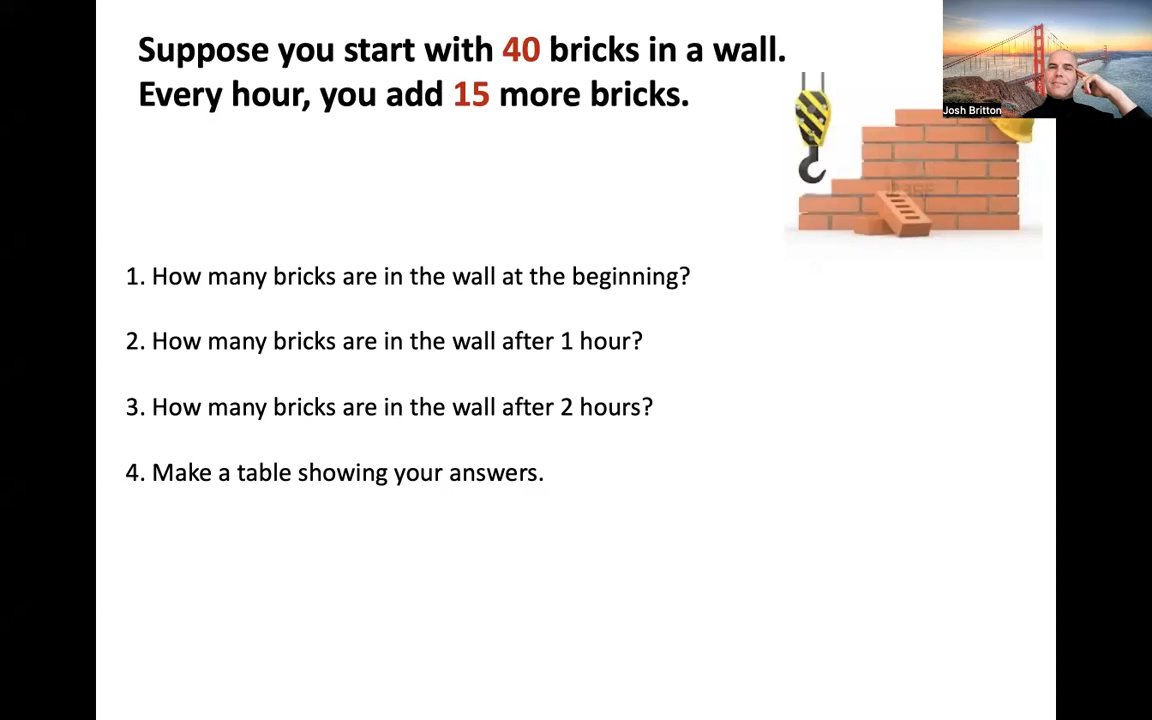 Suppose you start with 40 bricks in a wall.
Every hour, you add 15 more bricks.
Josh Britton
1. How many bricks are in the wall at the beginning?
2. How many bricks are in the wall after 1 hour?
3. How many bricks are in the wall after 2 hours?
4. Make a table showing your answers.